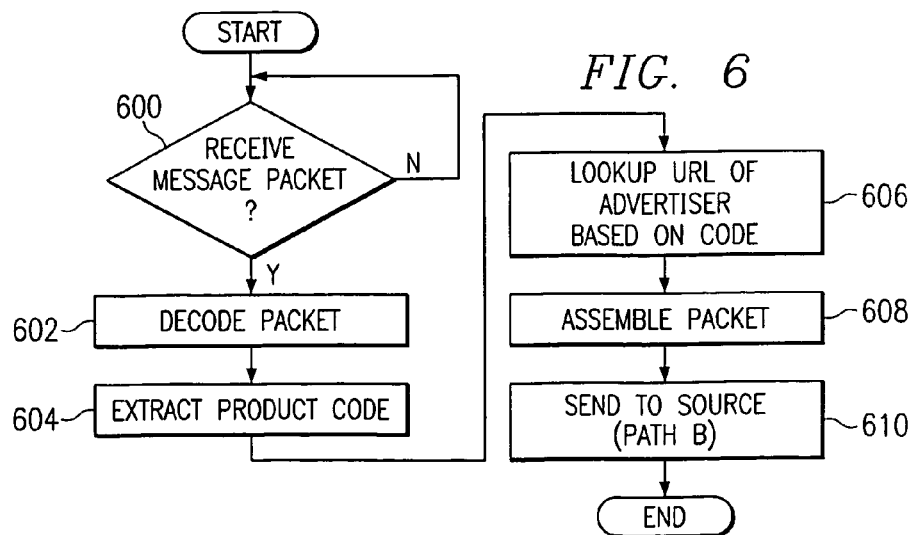 START
FIG. 6
600
RECEIVE
MESSAGE PACKET
?
N
Y
602
DECODE PACKET
604
EXTRACT PRODUCT CODE
LOOKUP URL OF
ADVERTISER
BASED ON CODE
606
ASSEMBLE PACKET
608
SEND TO SOURCE
(PATH B)
610
END